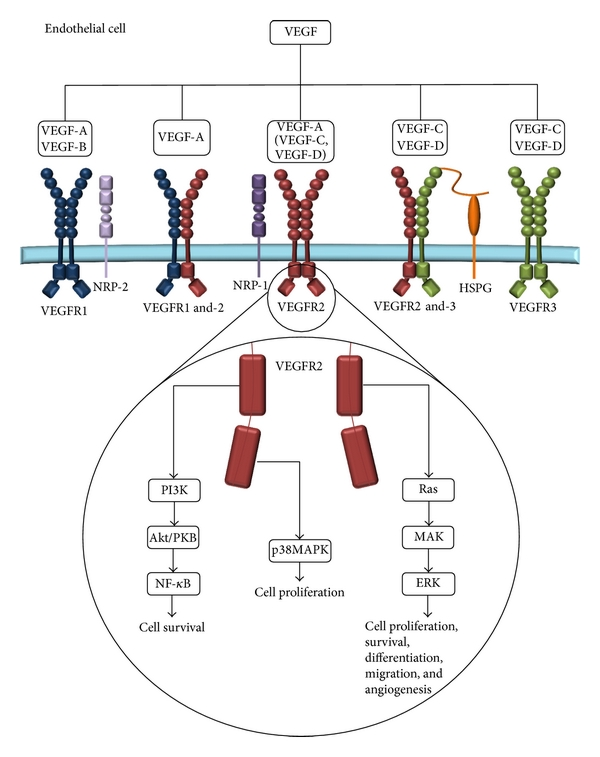 Endothelial cell
VEGF
VEGF-A
VEGF-B
VEGF-A
VEGF-A
(VEGF-C,
VEGF-D)
VEGF-C
VEGF-D
VEGF-C
VEGF-D
NRP-2
NRP-1
HSPG
VEGFR1
VEGFR1 and-2
VEGFR2
VEGFR2 and-3
VEGFR3
VEGFR2
PI3K
Akt/PKB
NF-κB
Cell survival
p38MAPK
Cell proliferation
Ras
MAK
ERK
Cell proliferation,
survival,
differentiation,
migration, and
angiogenesis